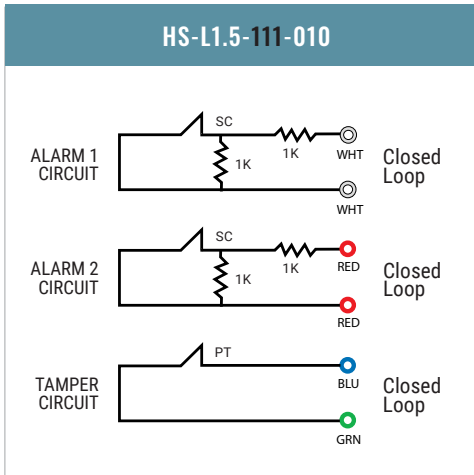 HS-L1.5-111-010
SC
ALARM 1
CIRCUIT
1K
1K
WHT
Closed
Loop
WHT
SC
ALARM 2
CIRCUIT
1K
1K
RED
Closed
Loop
RED
PT
TAMPER
CIRCUIT
BLU
Closed
Loop
GRN